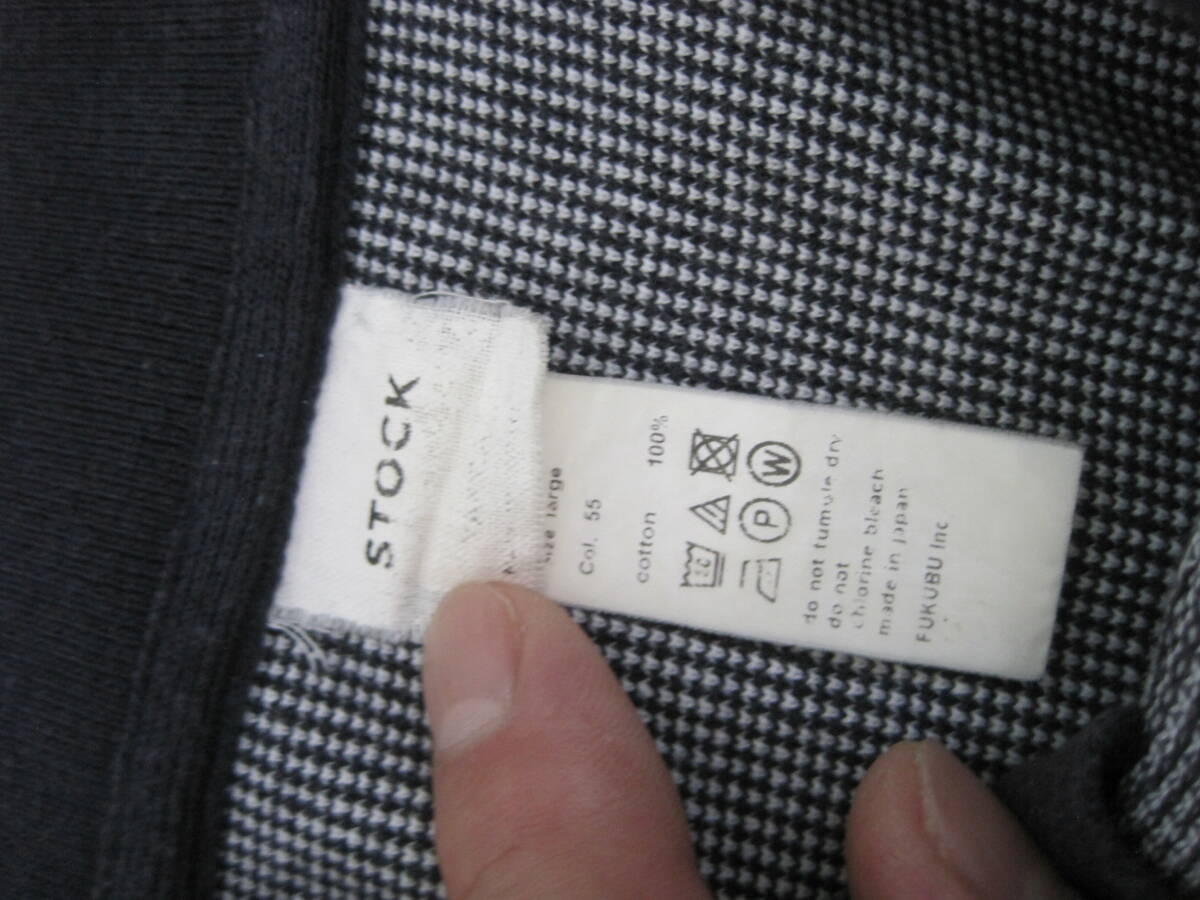 STOCK
size large
Col. 55
cotton 100%
P W
do not tumble dry
do not
chlorine bleach
made in japan
FUKUBU Inc